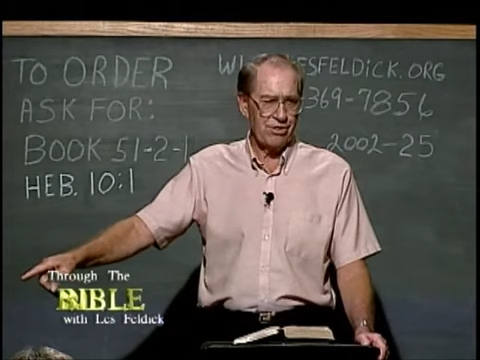 TO ORDER
ASK FOR:
BOOK 51-2-1
HEB. 10:1
ESFELDICK.ORG
369-7856
2002-25
Through The
BIBLE
with Les Feldick